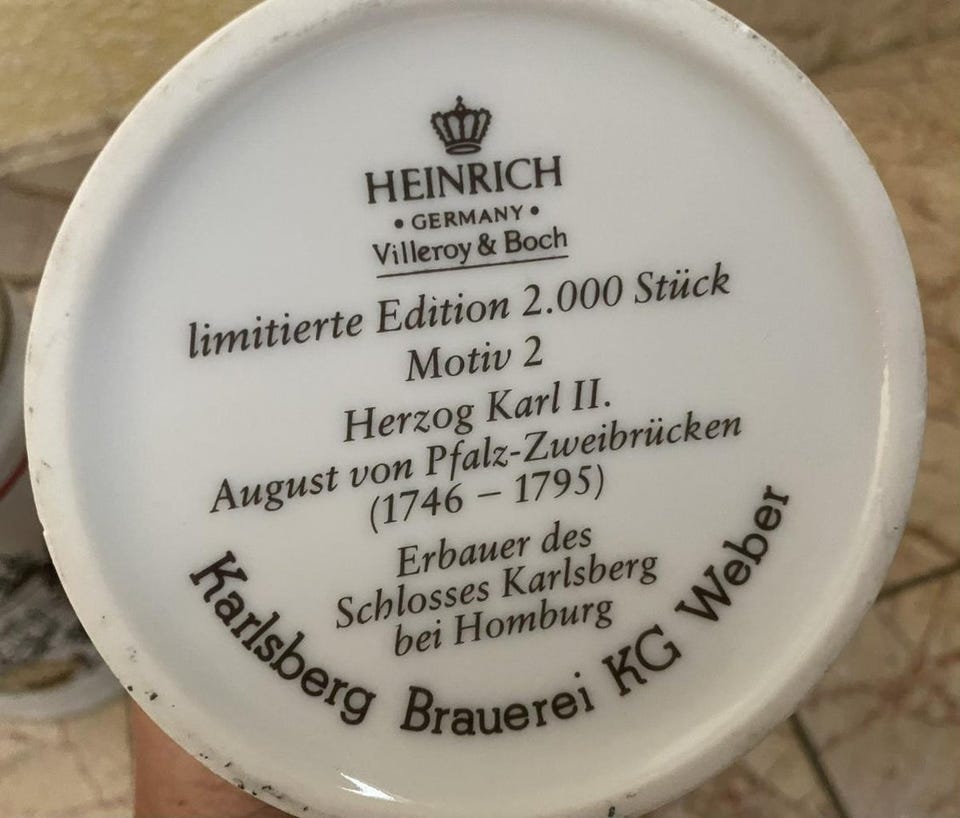 HEINRICH
• GERMANY •
Villeroy & Boch
limitierte Edition 2.000 Stück
Motiv 2
Herzog Karl II.
August von Pfalz-Zweibrücken
(1746 – 1795)
Erbauer des
Schlosses Karlsberg
bei Homburg
Karlsberg Brauerei KG Weber